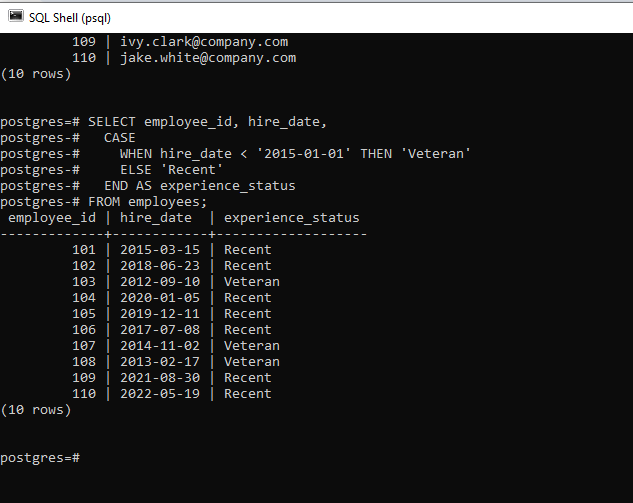 SQL Shell (psql)
109 | ivy.clark@company.com
110 | jake.white@company.com
(10 rows)
postgres=# SELECT employee_id, hire_date,
postgres-#   CASE
postgres-#     WHEN hire_date < '2015-01-01' THEN 'Veteran'
postgres-#     ELSE 'Recent'
postgres-#   END AS experience_status
postgres-# FROM employees;
 employee_id | hire_date  | experience_status
-------------+------------+-------------------
         101 | 2015-03-15 | Recent
         102 | 2018-06-23 | Recent
         103 | 2012-09-10 | Veteran
         104 | 2020-01-05 | Recent
         105 | 2019-12-11 | Recent
         106 | 2017-07-08 | Recent
         107 | 2014-11-02 | Veteran
         108 | 2013-02-17 | Veteran
         109 | 2021-08-30 | Recent
         110 | 2022-05-19 | Recent
(10 rows)
postgres=#